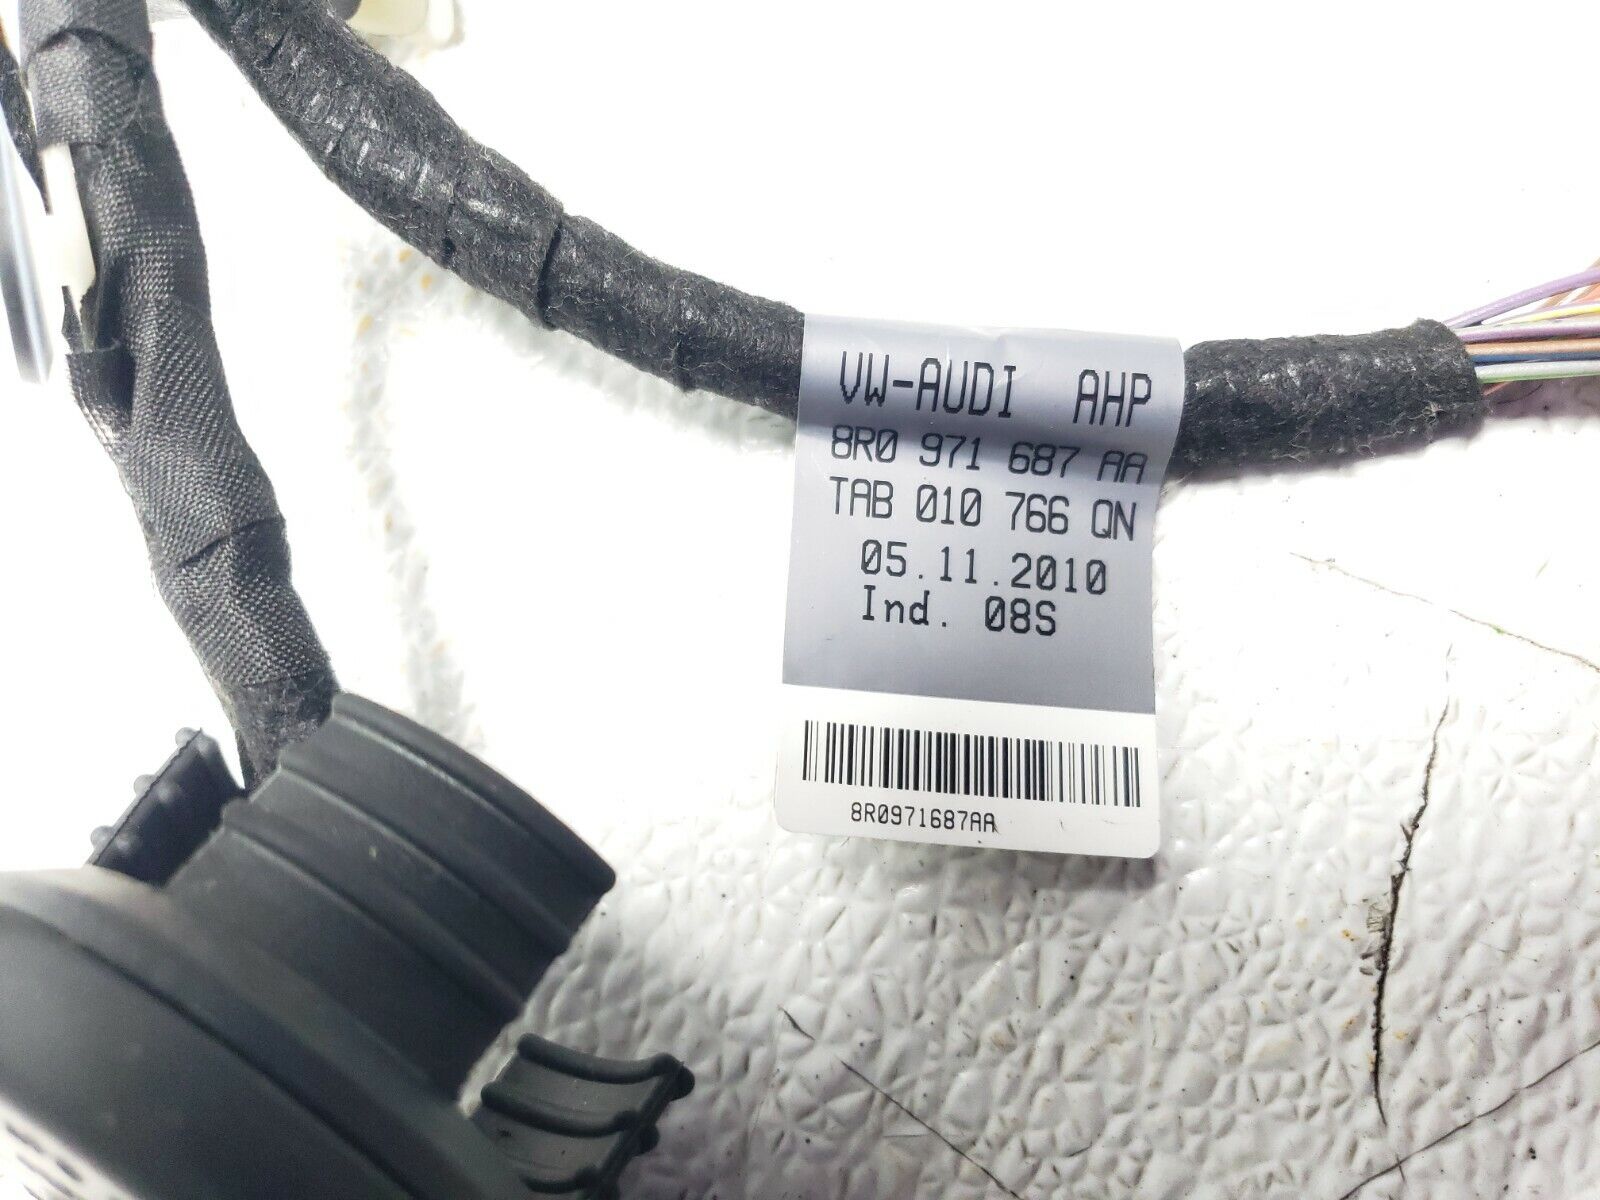 VW-AUDI AHP
8R0 971 687 AA
TAB 010 766 QN
05.11.2010
Ind. 08S
8R0971687AA